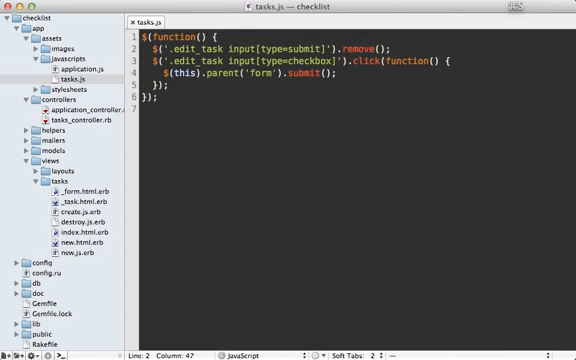 tasks.js — checklist
⌘S
checklist
app
assets
images
javascripts
application.js
tasks.js
stylesheets
controllers
application_controller.r
tasks_controller.rb
helpers
mailers
models
views
layouts
tasks
_form.html.erb
_task.html.erb
create.js.erb
destroy.js.erb
index.html.erb
new.html.erb
new.js.erb
config
config.ru
db
doc
Gemfile
Gemfile.lock
lib
public
Rakefile
tasks.js
1 $(function() {
2 $('.edit_task input[type=submit]').remove();
3 $('.edit_task input[type=checkbox]').click(function() {
4 $(this).parent('form').submit();
5 });
6 });
7
Line: 2 Column: 47 JavaScript Soft Tabs: 2 —